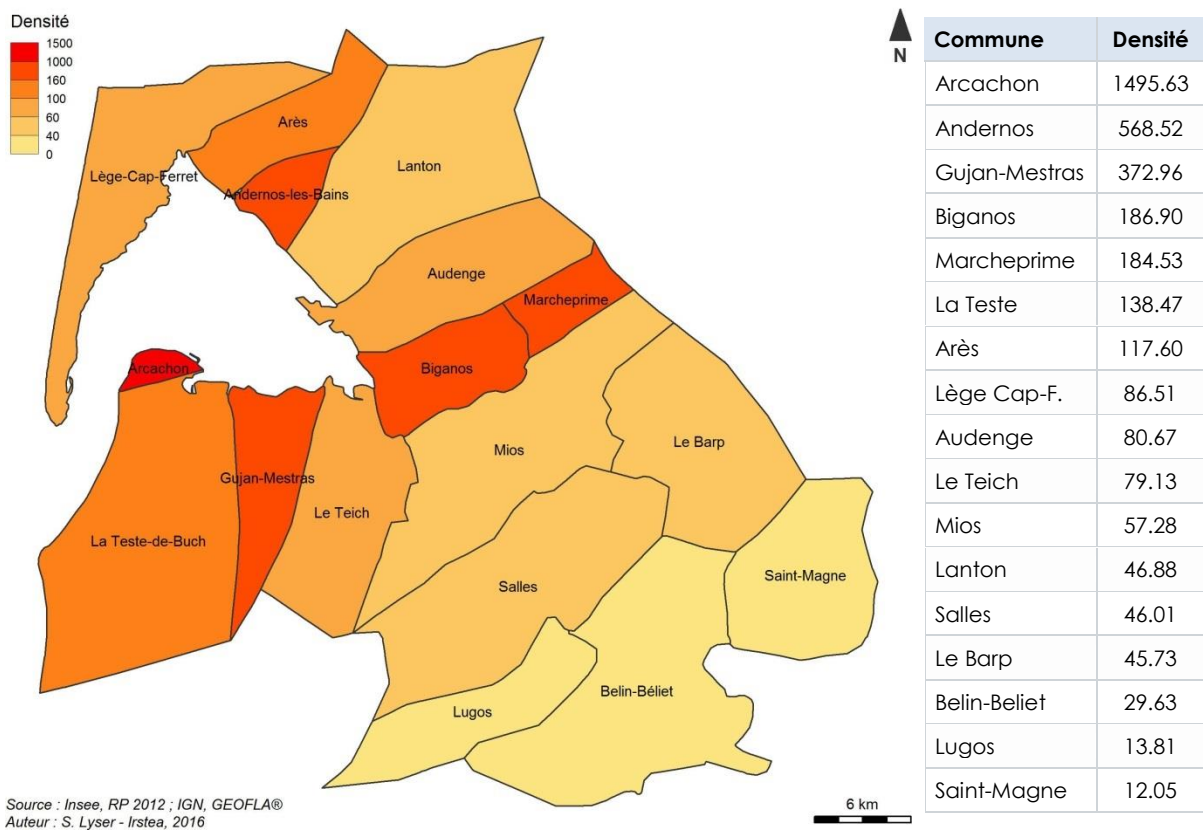 Densité
1500
1000
160
100
60
40
0
N
Arès
Lanton
Lège-Cap-Ferret
Andernos-les-Bains
Audenge
Marcheprime
Biganos
Arcachon
Le Barp
Mios
Gujan-Mestras
Le Teich
La Teste-de-Buch
Saint-Magne
Salles
Belin-Béliet
Lugos
6 km
Source : Insee, RP 2012 ; IGN, GEOFLA®
Auteur : S. Lyser - Irstea, 2016
Commune Densité
Arcachon 1495.63
Andernos 568.52
Gujan-Mestras 372.96
Biganos 186.90
Marcheprime 184.53
La Teste 138.47
Arès 117.60
Lège Cap-F. 86.51
Audenge 80.67
Le Teich 79.13
Mios 57.28
Lanton 46.88
Salles 46.01
Le Barp 45.73
Belin-Beliet 29.63
Lugos 13.81
Saint-Magne 12.05